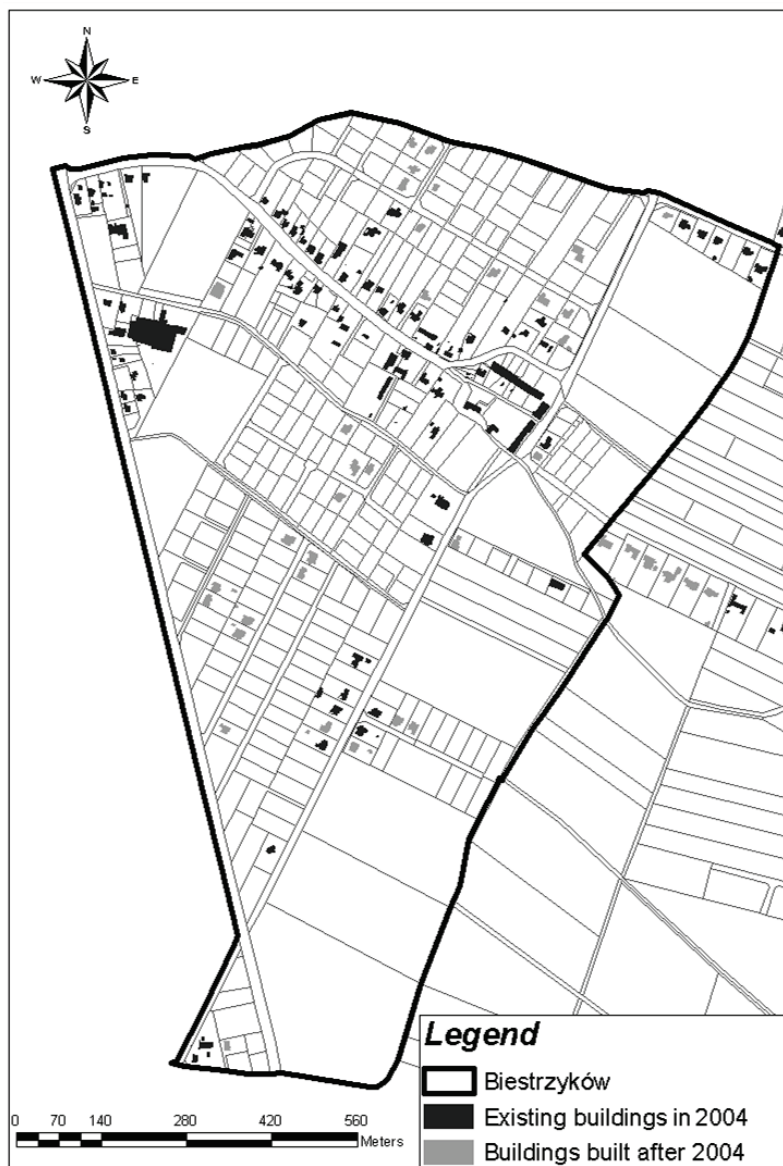 N
W E
S
Legend
Biestrzyków
Existing buildings in 2004
Buildings built after 2004
0 70 140 280 420 560
Meters